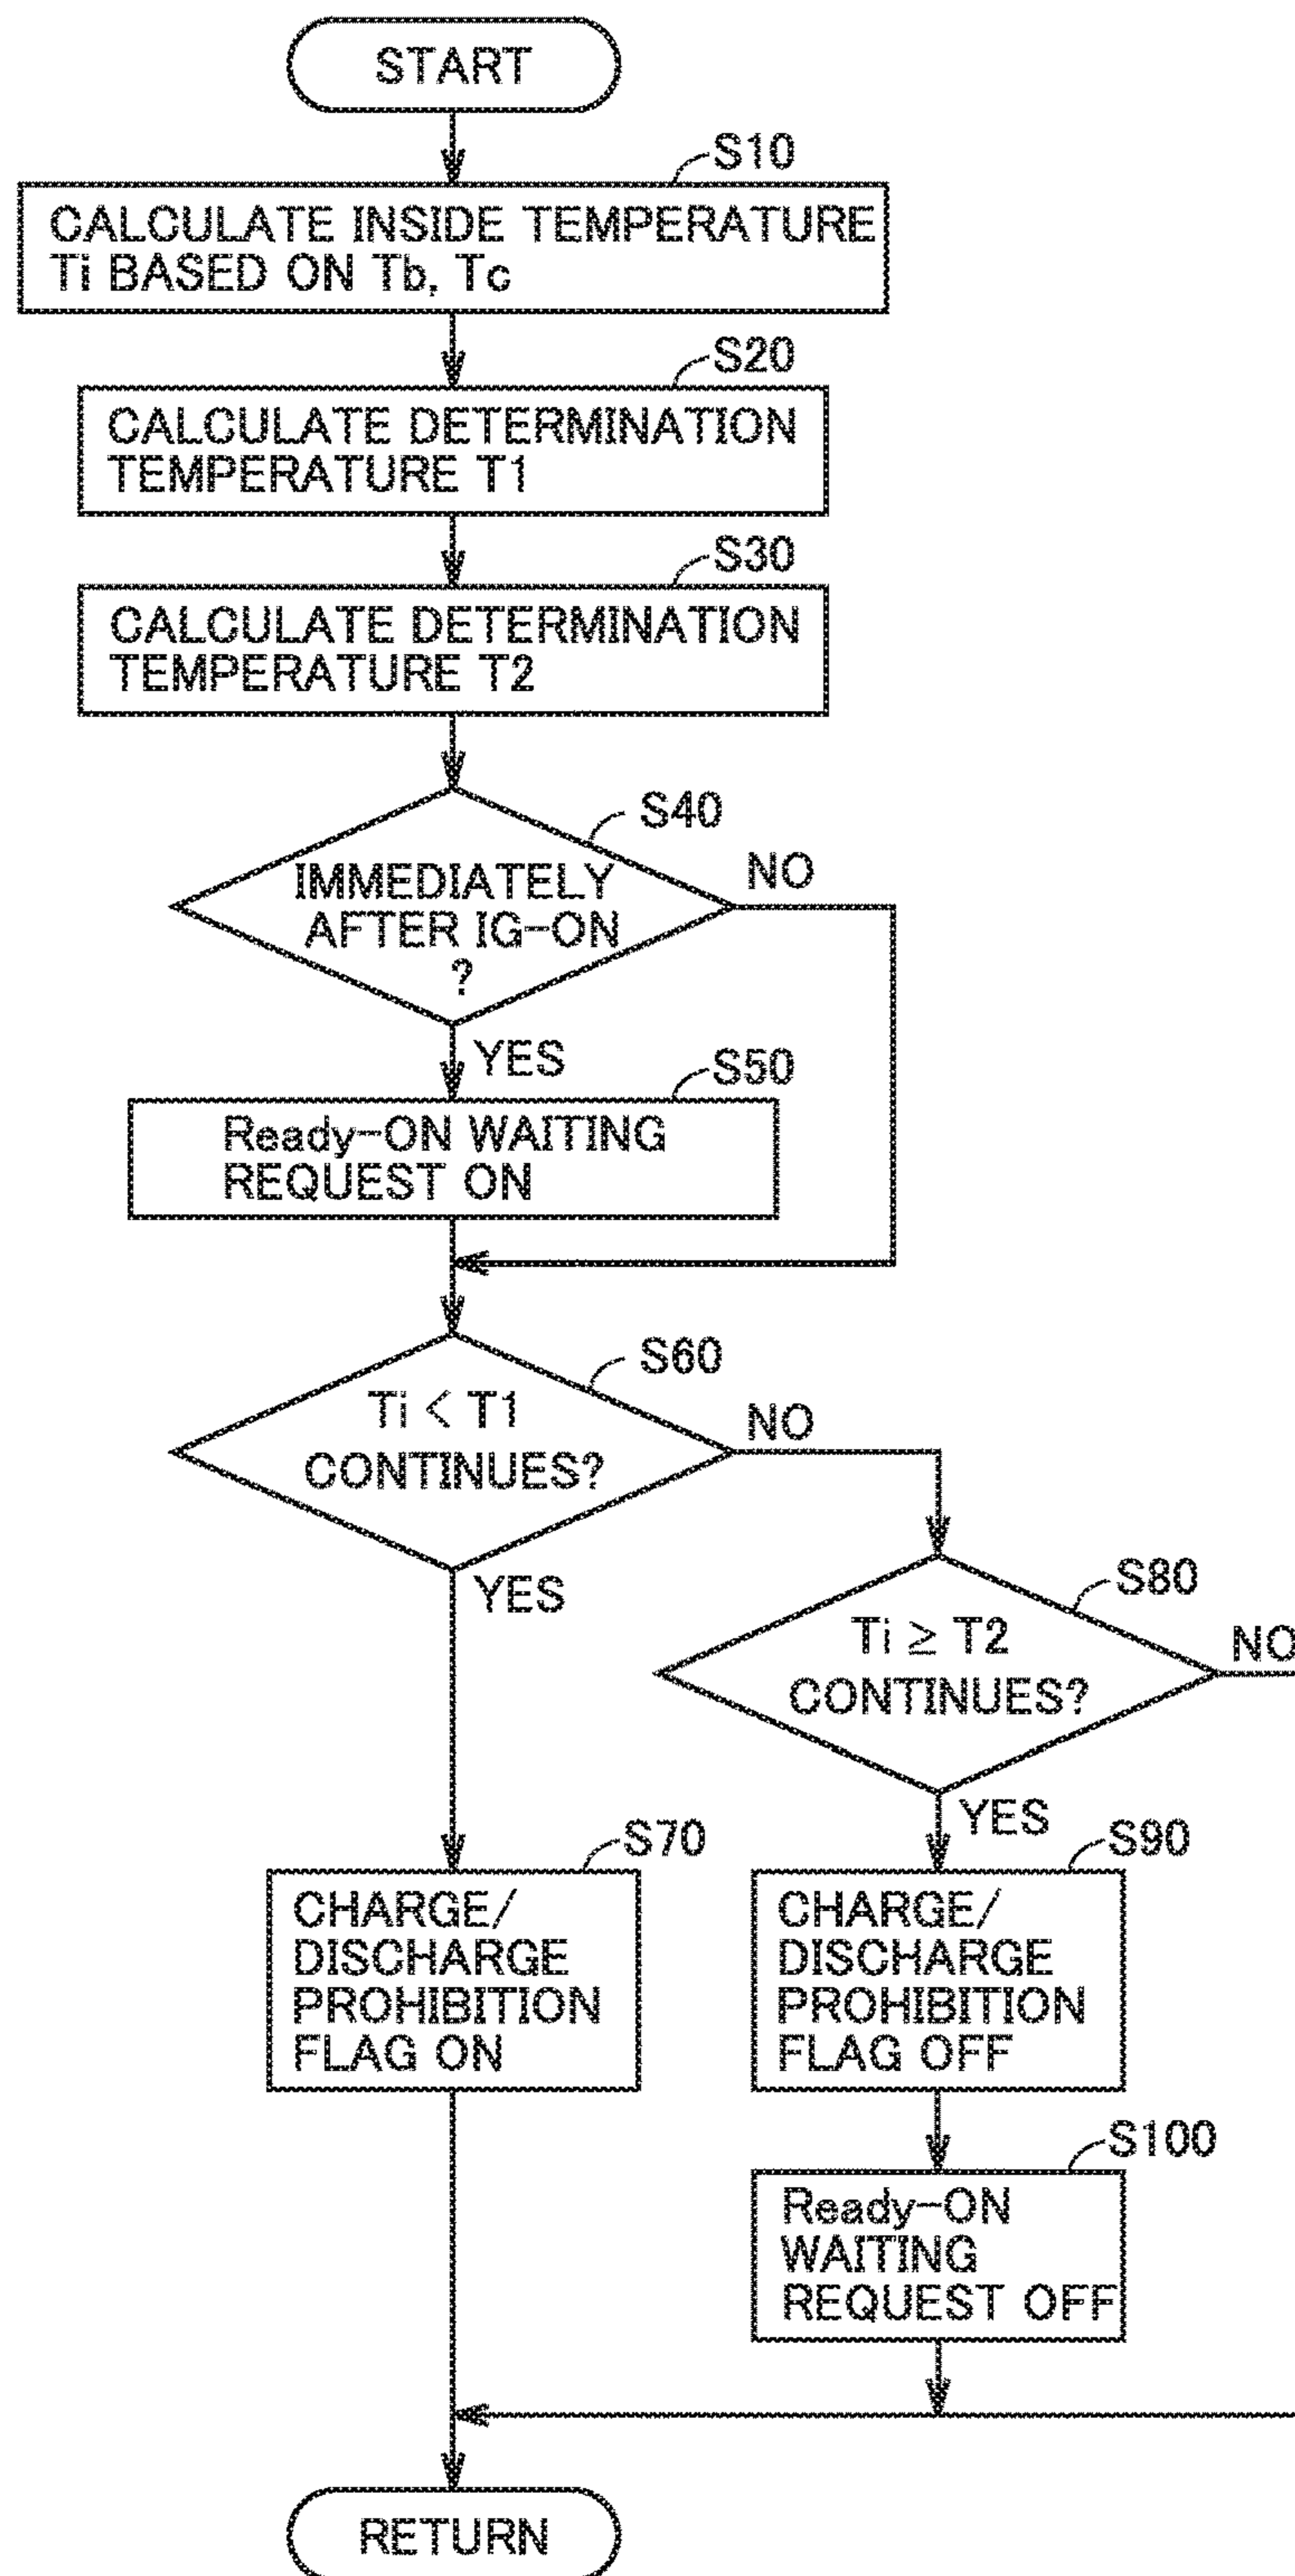 START
S10
CALCULATE INSIDE TEMPERATURE
Ti BASED ON Tb, Tc
S20
CALCULATE DETERMINATION
TEMPERATURE T1
S30
CALCULATE DETERMINATION
TEMPERATURE T2
S40
IMMEDIATELY
AFTER IG-ON
?
NO
YES
S50
Ready-ON WAITING
REQUEST ON
S60
Ti < T1
CONTINUES?
NO
YES
S80
Ti ≥ T2
CONTINUES?
NO
YES
S70
CHARGE/
DISCHARGE
PROHIBITION
FLAG ON
S90
CHARGE/
DISCHARGE
PROHIBITION
FLAG OFF
S100
Ready-ON
WAITING
REQUEST OFF
RETURN